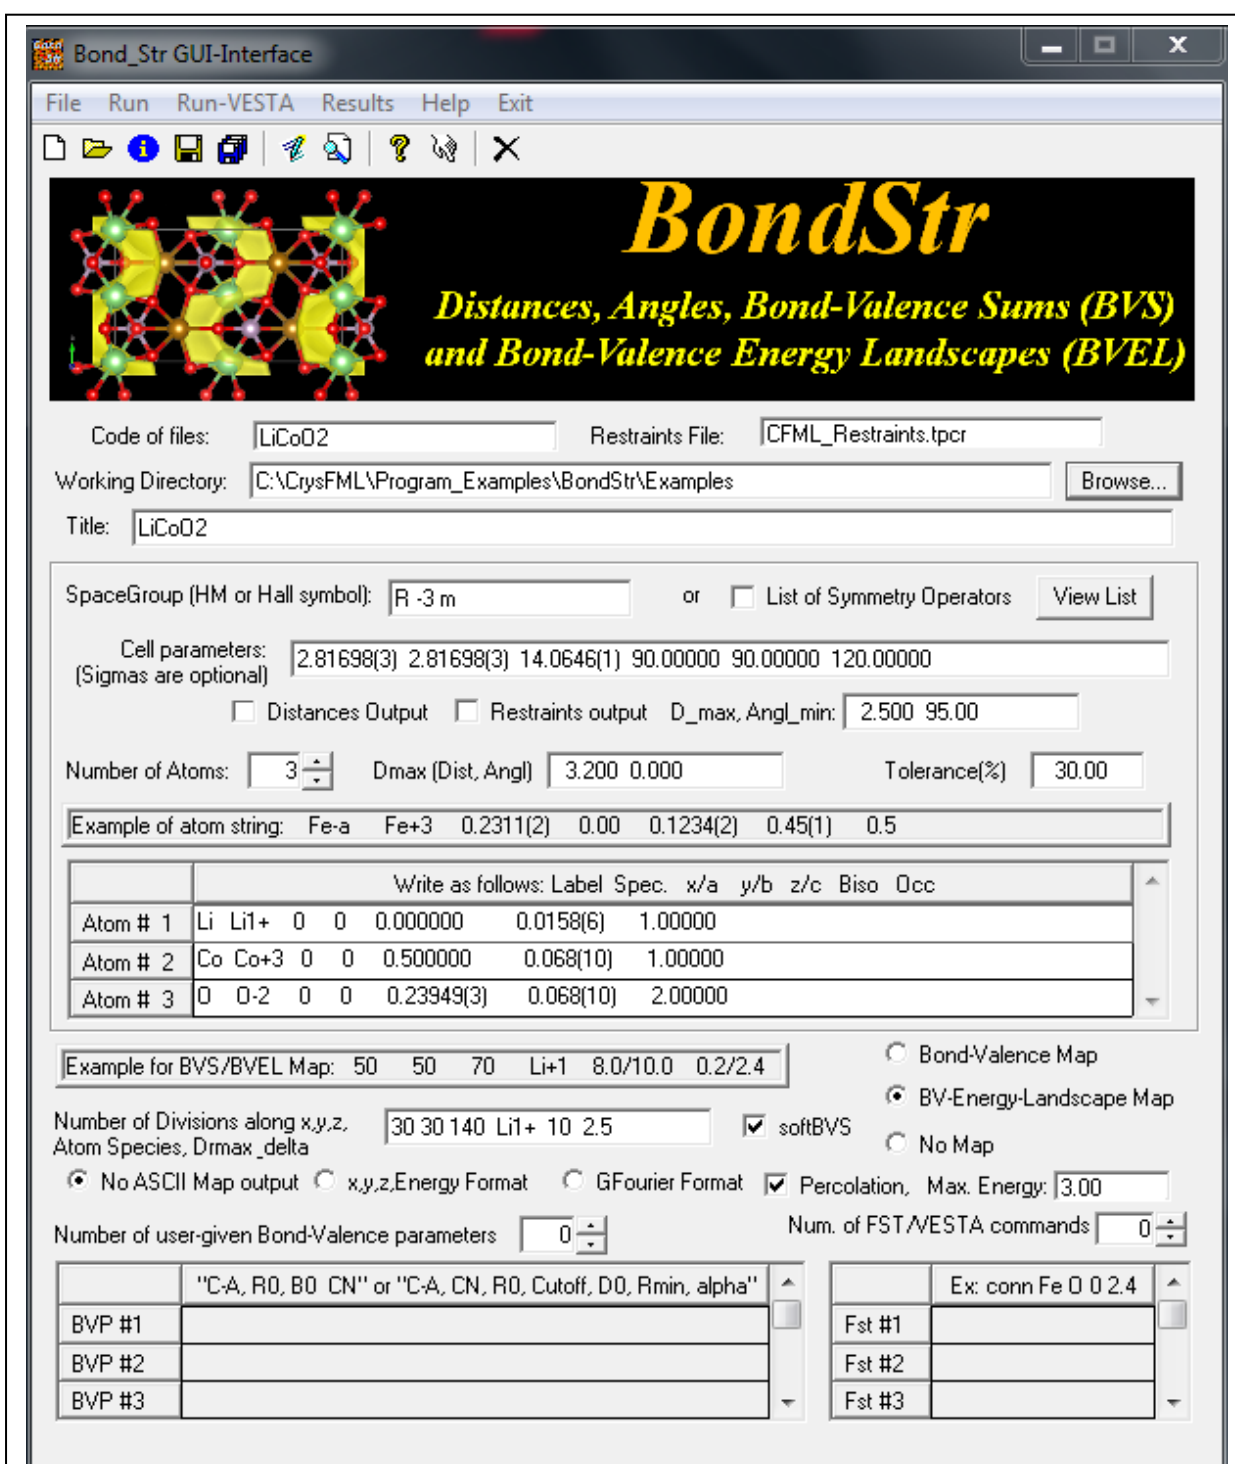 Bond_Str GUI-Interface
File Run Run-VESTA Results Help Exit
BondStr
Distances, Angles, Bond-Valence Sums (BVS)
and Bond-Valence Energy Landscapes (BVEL)
Code of files: LiCoO2 Restraints File: CFML_Restraints.tpcr
Working Directory: C:\CrysFML\Program_Examples\BondStr\Examples Browse...
Title: LiCoO2
SpaceGroup (HM or Hall symbol): R -3 m or List of Symmetry Operators View List
Cell parameters: 2.81698(3) 2.81698(3) 14.0646(1) 90.00000 90.00000 120.00000
(Sigmas are optional)
Distances Output Restraints output D_max, Angl_min: 2.500 95.00
Number of Atoms: 3 Dmax (Dist, Angl) 3.200 0.000 Tolerance(%) 30.00
Example of atom string: Fe-a Fe+3 0.2311(2) 0.00 0.1234(2) 0.45(1) 0.5
Write as follows: Label Spec. x/a y/b z/c Biso Occ
Atom # 1 Li Li1+ 0 0 0.000000 0.0158(6) 1.00000
Atom # 2 Co Co+3 0 0 0.500000 0.068(10) 1.00000
Atom # 3 O O-2 0 0 0.23949(3) 0.068(10) 2.00000
Example for BVS/BVEL Map: 50 50 70 Li+1 8.0/10.0 0.2/2.4
Bond-Valence Map
BV-Energy-Landscape Map
No Map
Number of Divisions along x,y,z,
Atom Species, Drmax_delta
30 30 140 Li1+ 10 2.5 softBVS
No ASCII Map output x,y,z,Energy Format GFourier Format Percolation, Max. Energy: 3.00
Number of user-given Bond-Valence parameters 0 Num. of FST/VESTA commands 0
"C-A, R0, B0 CN" or "C-A, CN, R0, Cutoff, D0, Rmin, alpha" Ex: conn Fe O 0 2.4
BVP #1 Fst #1
BVP #2 Fst #2
BVP #3 Fst #3